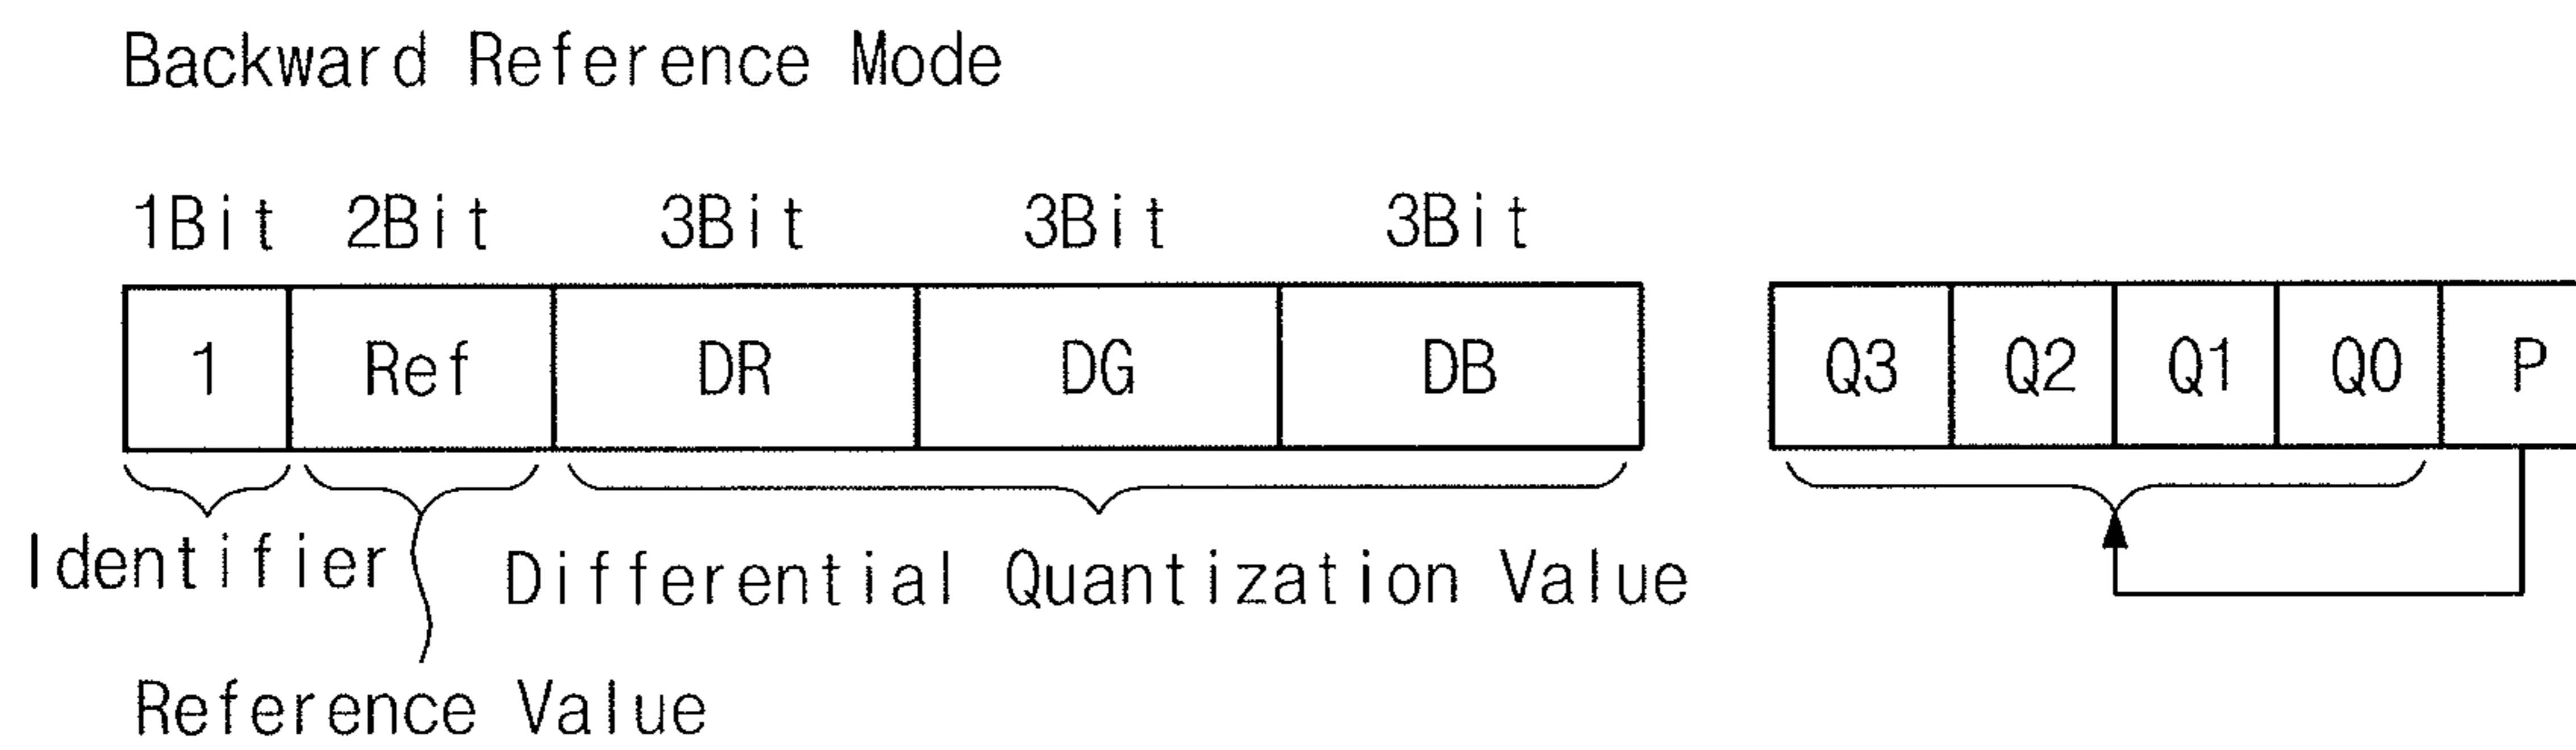 Backward Reference Mode
1Bit 2Bit 3Bit 3Bit 3Bit
1 Ref DR DG DB Q3 Q2 Q1 Q0 P
Identifier Differential Quantization Value
Reference Value